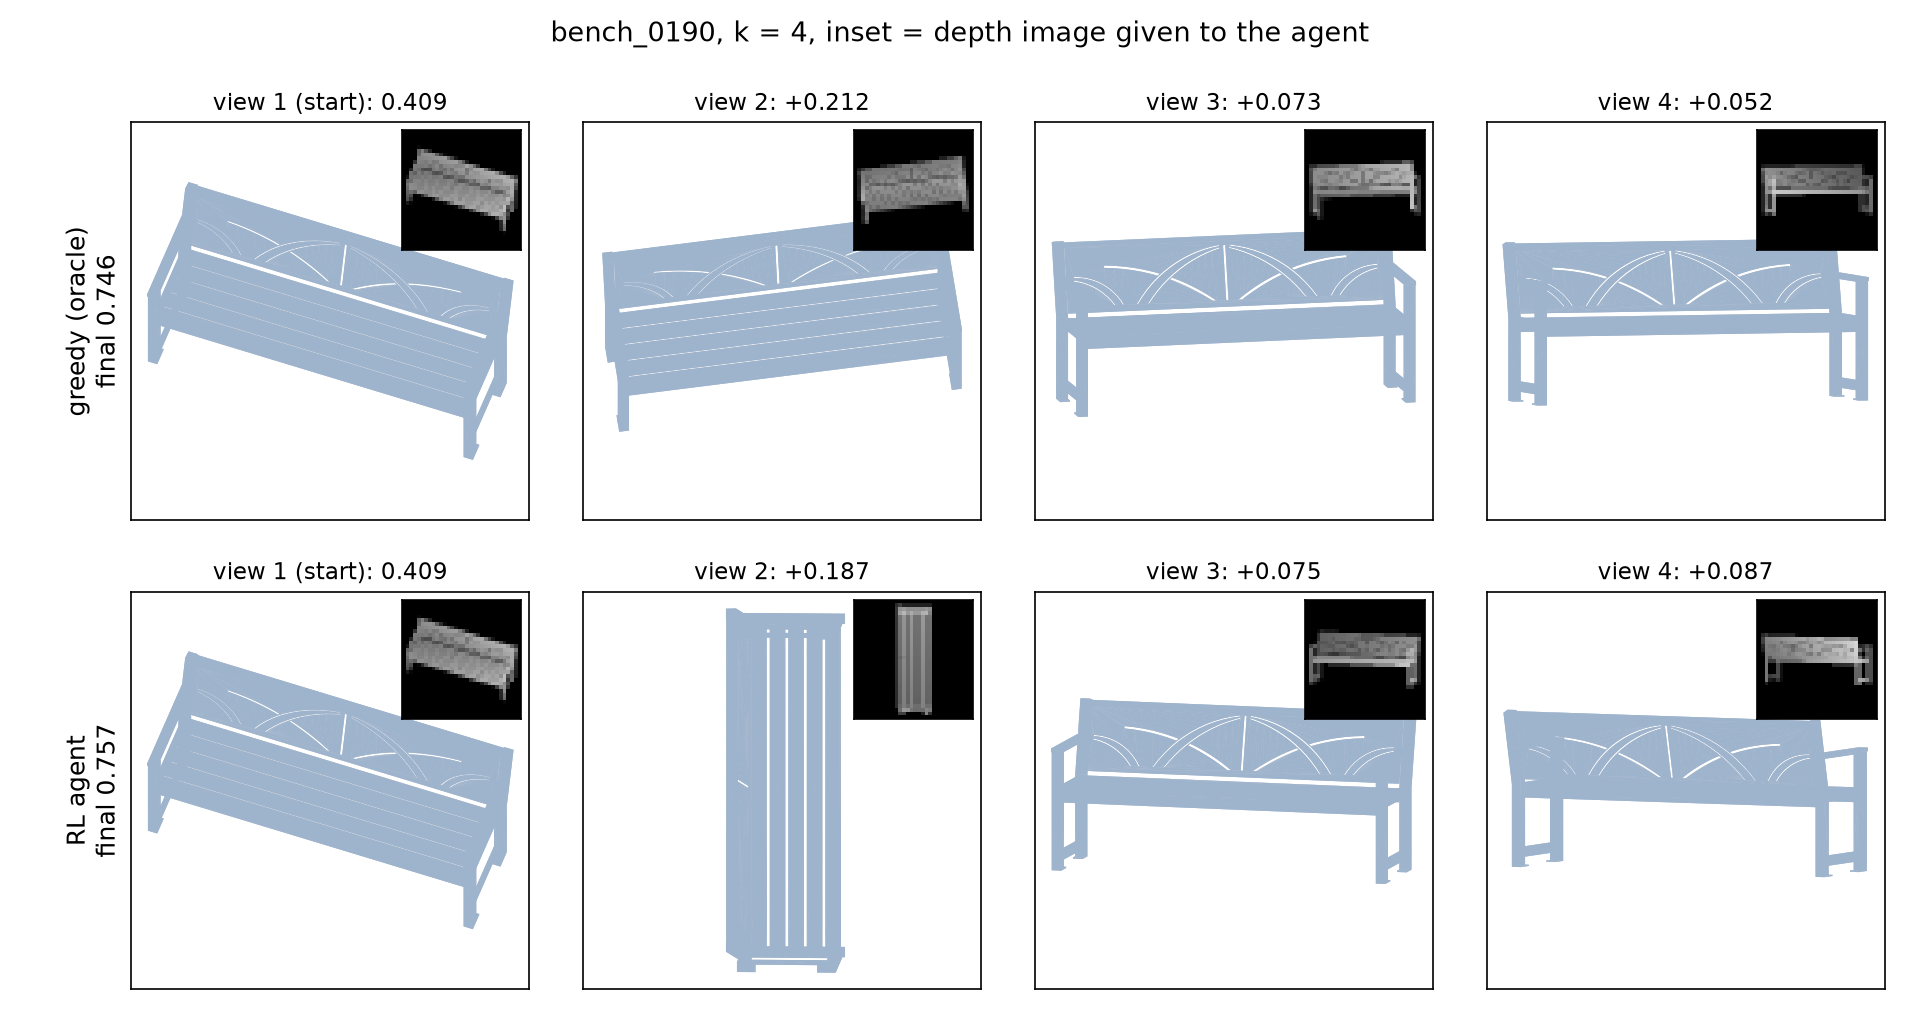 bench_0190, k = 4, inset = depth image given to the agent
view 1 (start): 0.409
view 2: +0.212
view 3: +0.073
view 4: +0.052
greedy (oracle)
final 0.746
view 1 (start): 0.409
view 2: +0.187
view 3: +0.075
view 4: +0.087
RL agent
final 0.757